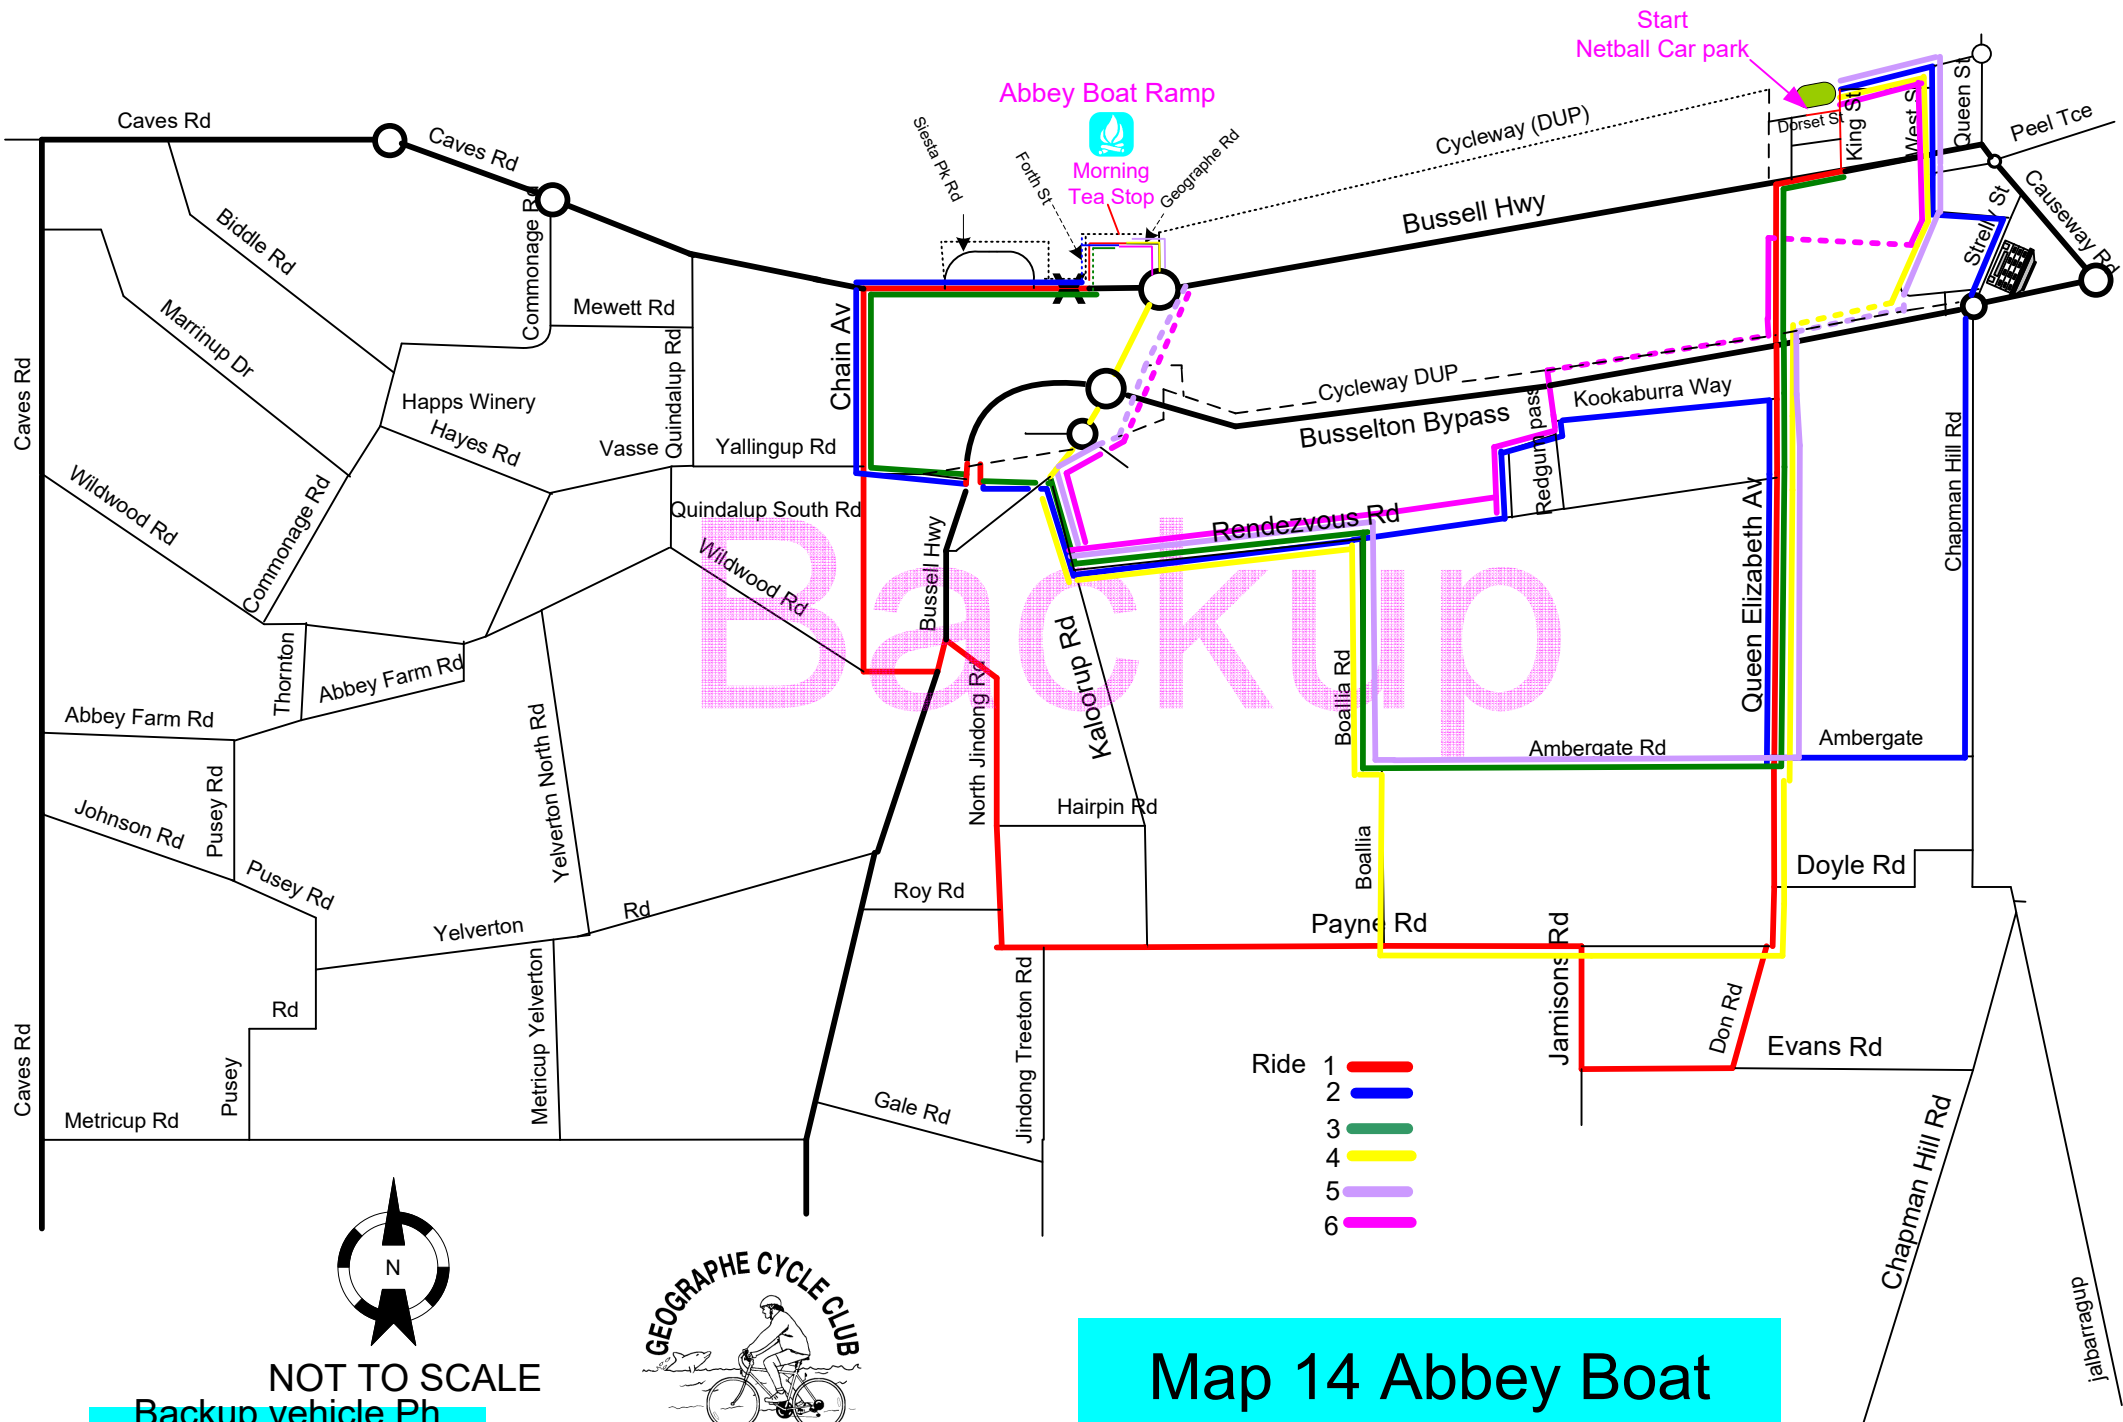 Start
Netball Car park
Abbey Boat Ramp
Morning
Tea Stop
Caves Rd
Caves Rd
Siesta Pk Rd
Forth St
Geographe Rd
Cycleway (DUP)
Bussell Hwy
Dorset St
King St
West St
Queen St
Peel Tce
Causeway Rd
Strelly St
Biddle Rd
Commonage Rd
Mewett Rd
Marrinup Dr
Caves Rd
Happs Winery
Hayes Rd
Vasse
Quindalup Rd
Yallingup Rd
Chain Av
Cycleway DUP
Busselton Bypass
Kookaburra Way
Redgum pass
Wildwood Rd
Commonage Rd
Quindalup South Rd
Wildwood Rd
Bussell Hwy
Rendezvous Rd
Queen Elizabeth Av
Chapman Hill Rd
Backup
Thornton
Abbey Farm Rd
Abbey Farm Rd
Yelverton North Rd
North Jindong Rd
Kaloorup Rd
Boallia Rd
Ambergate Rd
Ambergate
Johnson Rd
Pusey Rd
Pusey Rd
Hairpin Rd
Boallia
Doyle Rd
Roy Rd
Payne Rd
Yelverton
Rd
Metricup Yelverton
Rd
Pusey
Jindong Treeton Rd
Jamisons Rd
Don Rd
Evans Rd
Caves Rd
Metricup Rd
Gale Rd
Chapman Hill Rd
jalbarragup
Ride 1
2
3
4
5
6
N
NOT TO SCALE
Backup vehicle Ph
GEOGRAPHE CYCLE CLUB
Map 14 Abbey Boat